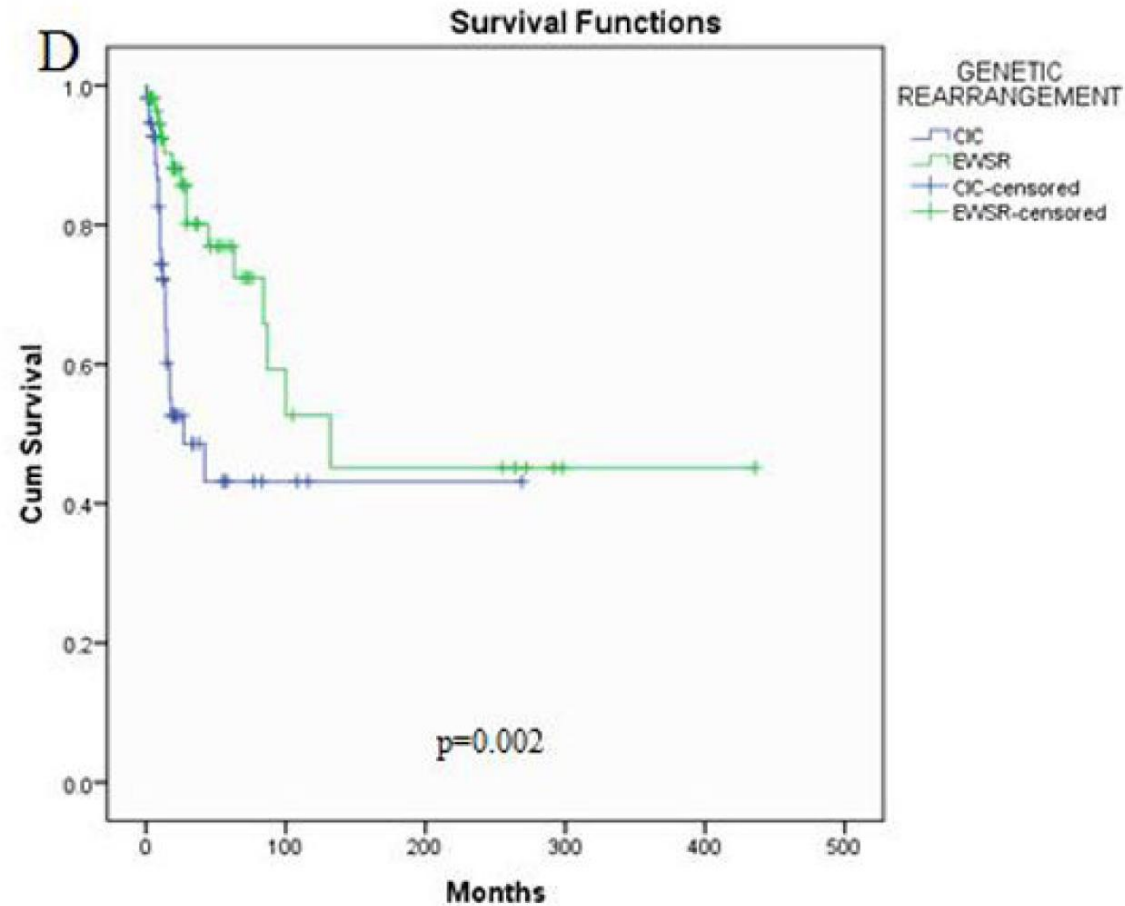 Survival Functions
D
GENETIC
REARRANGEMENT
CIC
EWSR
CIC-censored
EWSR-censored
1.0
0.8
0.6
0.4
0.2
0.0
Cum Survival
p=0.002
0 100 200 300 400 500
Months